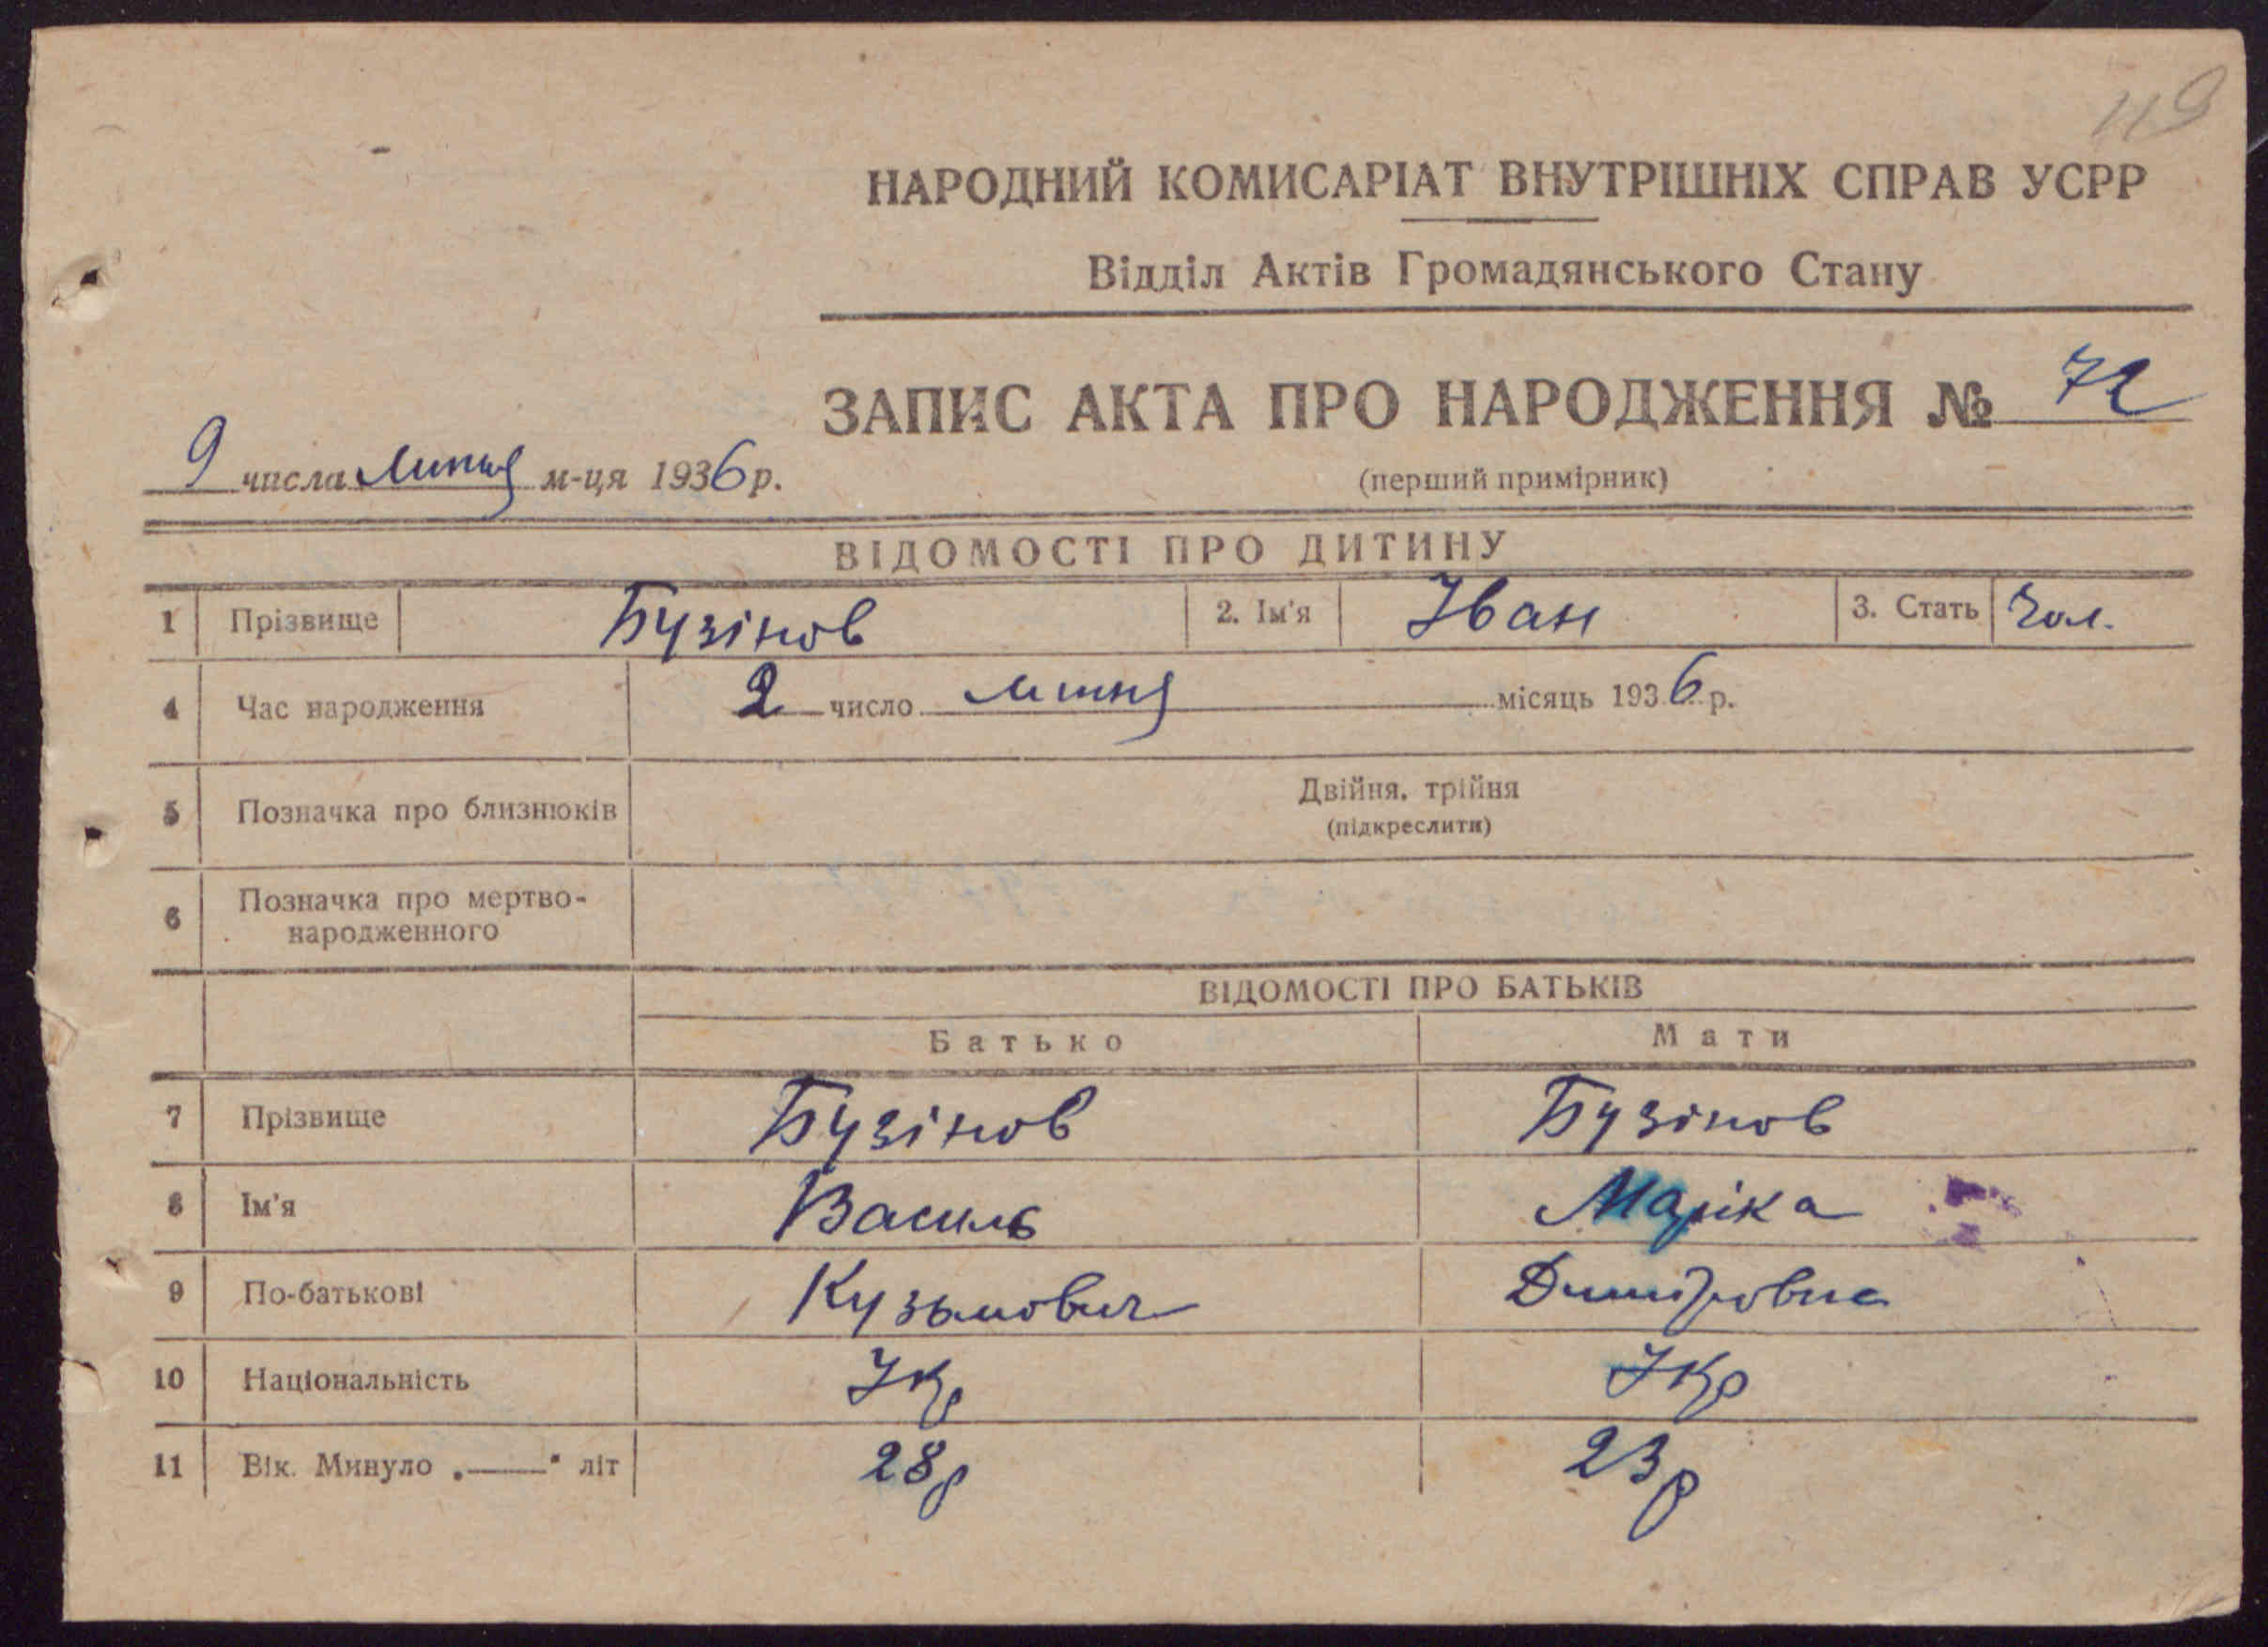 119
НАРОДНИЙ КОМИСАРІАТ ВНУТРІШНІХ СПРАВ УСРР
Відділ Актів Громадянського Стану
ЗАПИС АКТА ПРО НАРОДЖЕННЯ № 72
9 числа Липня м-ця 1936 р.
(перший примірник)
ВІДОМОСТІ ПРО ДИТИНУ
1 Прізвище Бузінов 2. Ім'я Іван 3. Стать Чол.
4 Час народження 2 число липня місяць 1936 р.
5 Позначка про близнюків Двійня, трійня
(підкреслити)
6 Позначка про мертво-
народженного
ВІДОМОСТІ ПРО БАТЬКІВ
Батько Мати
7 Прізвище Бузінов Бузінов
8 Ім'я Василь Маріка
9 По-батькові Кузьмович Дмитровна
10 Національність Укр Укр
11 Вік. Минуло „——" літ 28 р 23 р